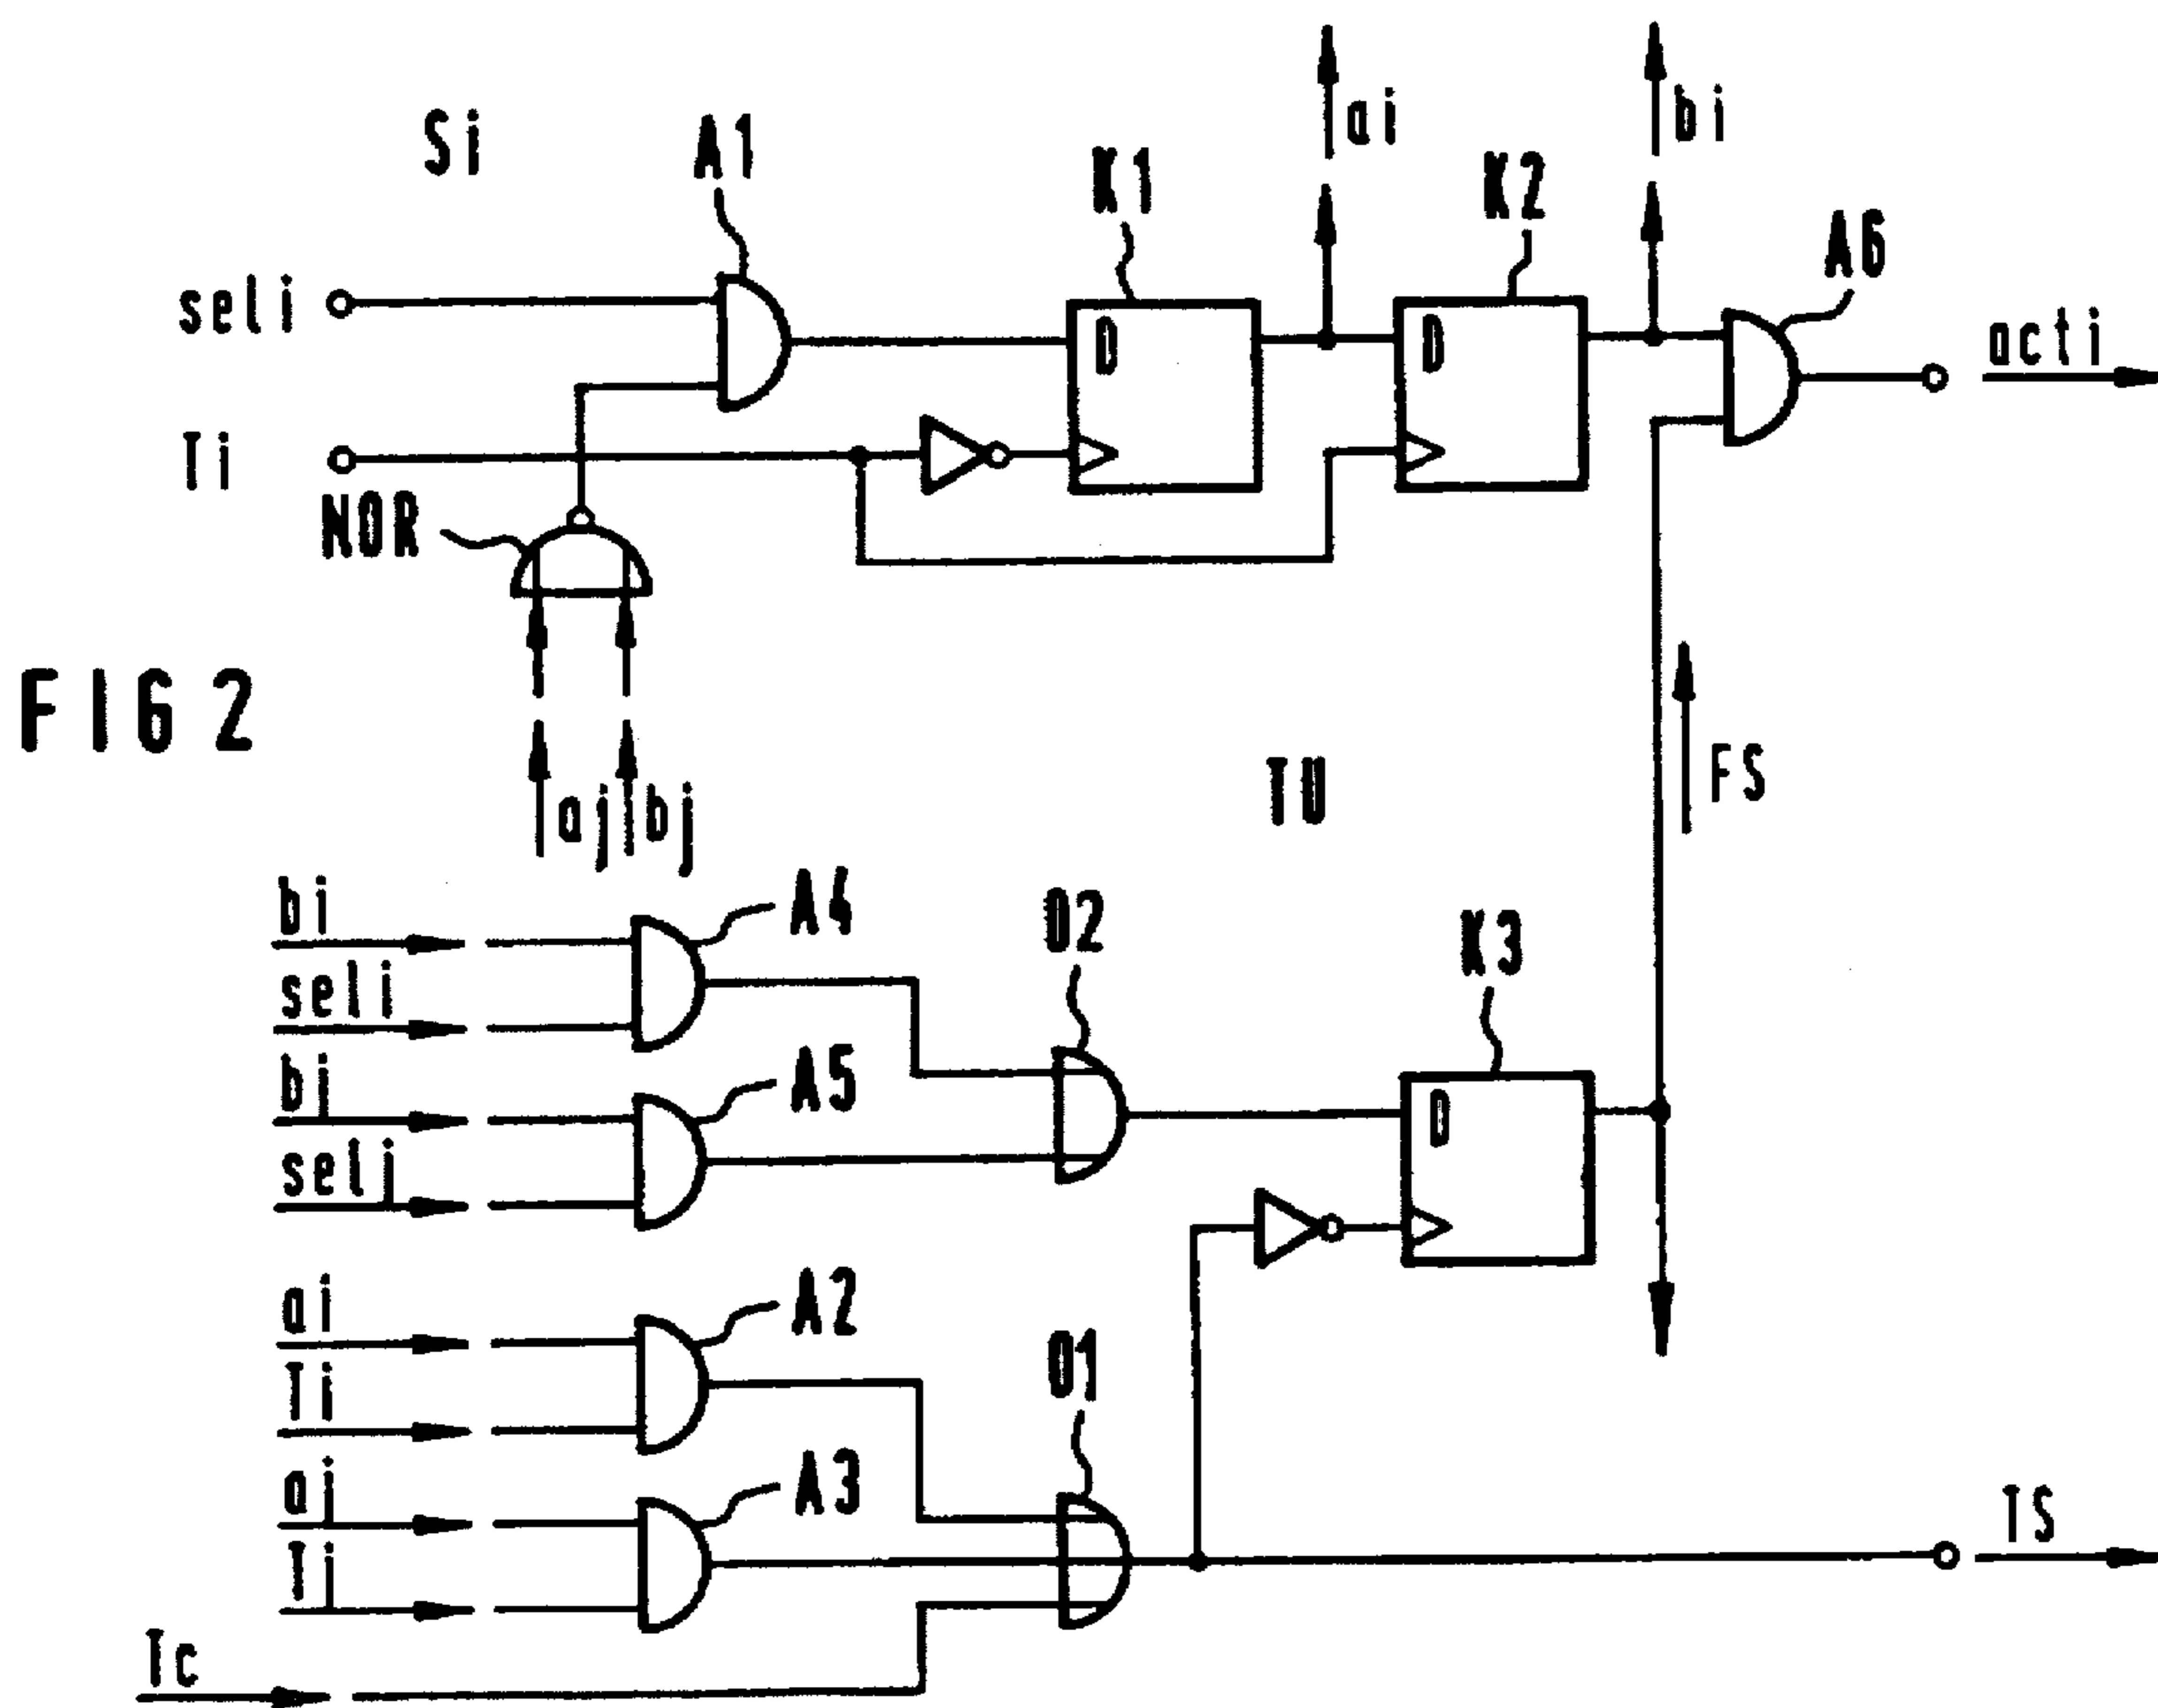 Si
A1
K1
ai
K2
bi
A6
seli
acti
Ti
NOR
FIG 2
aj
bj
TU
FS
bi
A4
O2
K3
seli
bj
A5
selj
D
D
D
ai
A2
O1
Ti
aj
A3
Tj
TS
Tc